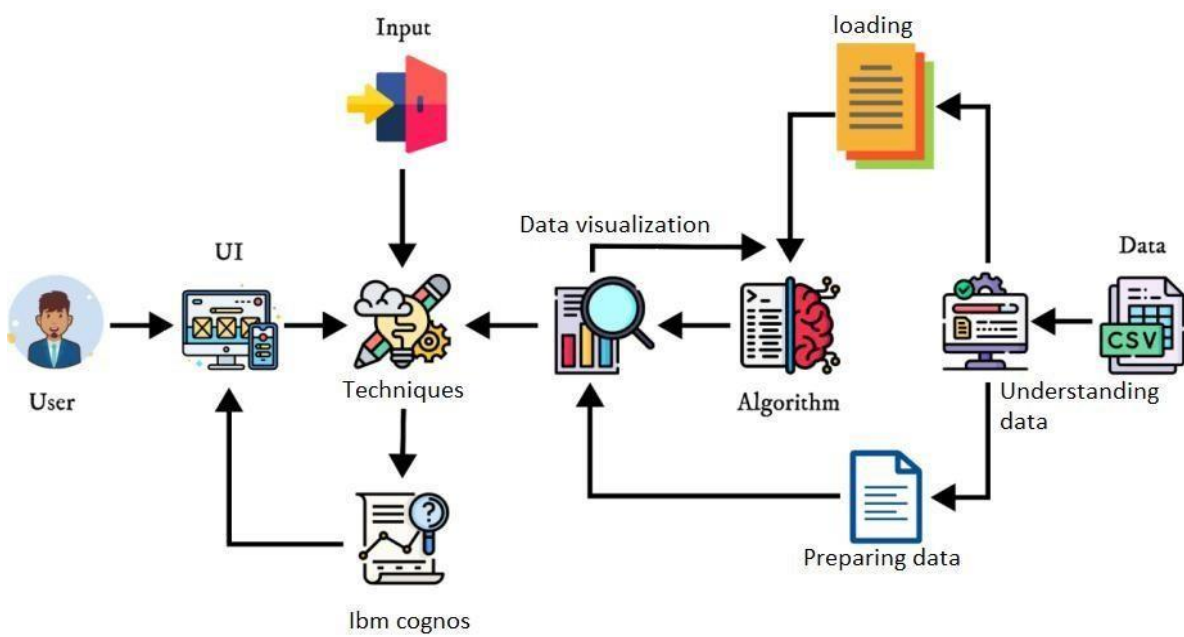 Input
loading
Data visualization
UI
Data
>_
CSV
User
Techniques
Algorithm
Understanding
data
?
Preparing data
Ibm cognos